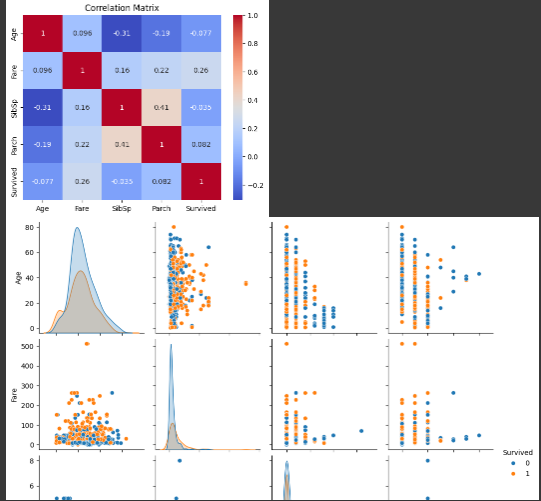 Correlation Matrix
Age 1 0.096 -0.31 -0.19 -0.077
Fare 0.096 1 0.16 0.22 0.26
SibSp -0.31 0.16 1 0.41 -0.035
Parch -0.19 0.22 0.41 1 0.082
Survived -0.077 0.26 -0.035 0.082 1
Age Fare SibSp Parch Survived
1.0
0.8
0.6
0.4
0.2
0.0
−0.2
80
60
40
20
0
Age
500
400
300
200
100
0
Fare
8
6
Survived
0
1